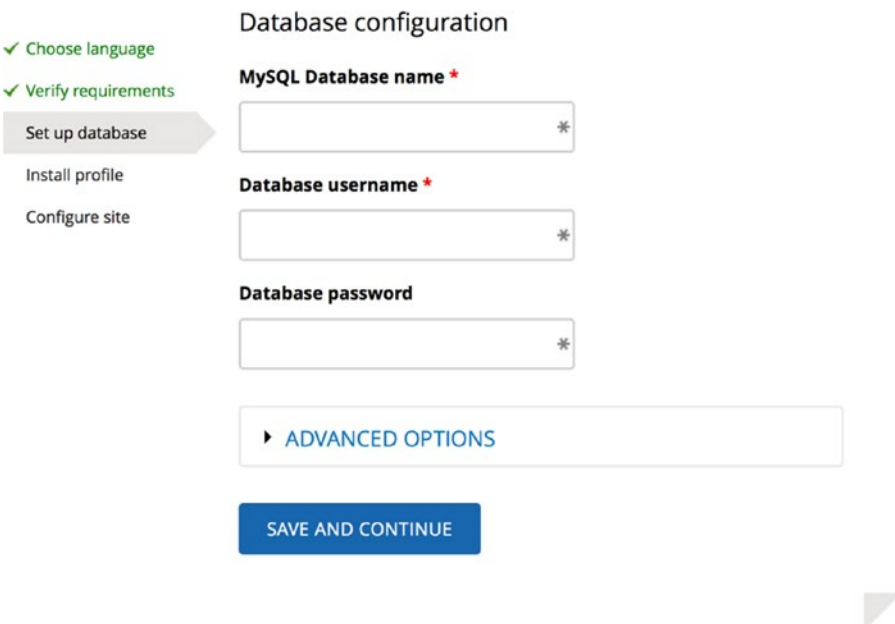 Database configuration
Choose language
Verify requirements
Set up database
Install profile
Configure site
MySQL Database name *
Database username *
Database password
ADVANCED OPTIONS
SAVE AND CONTINUE